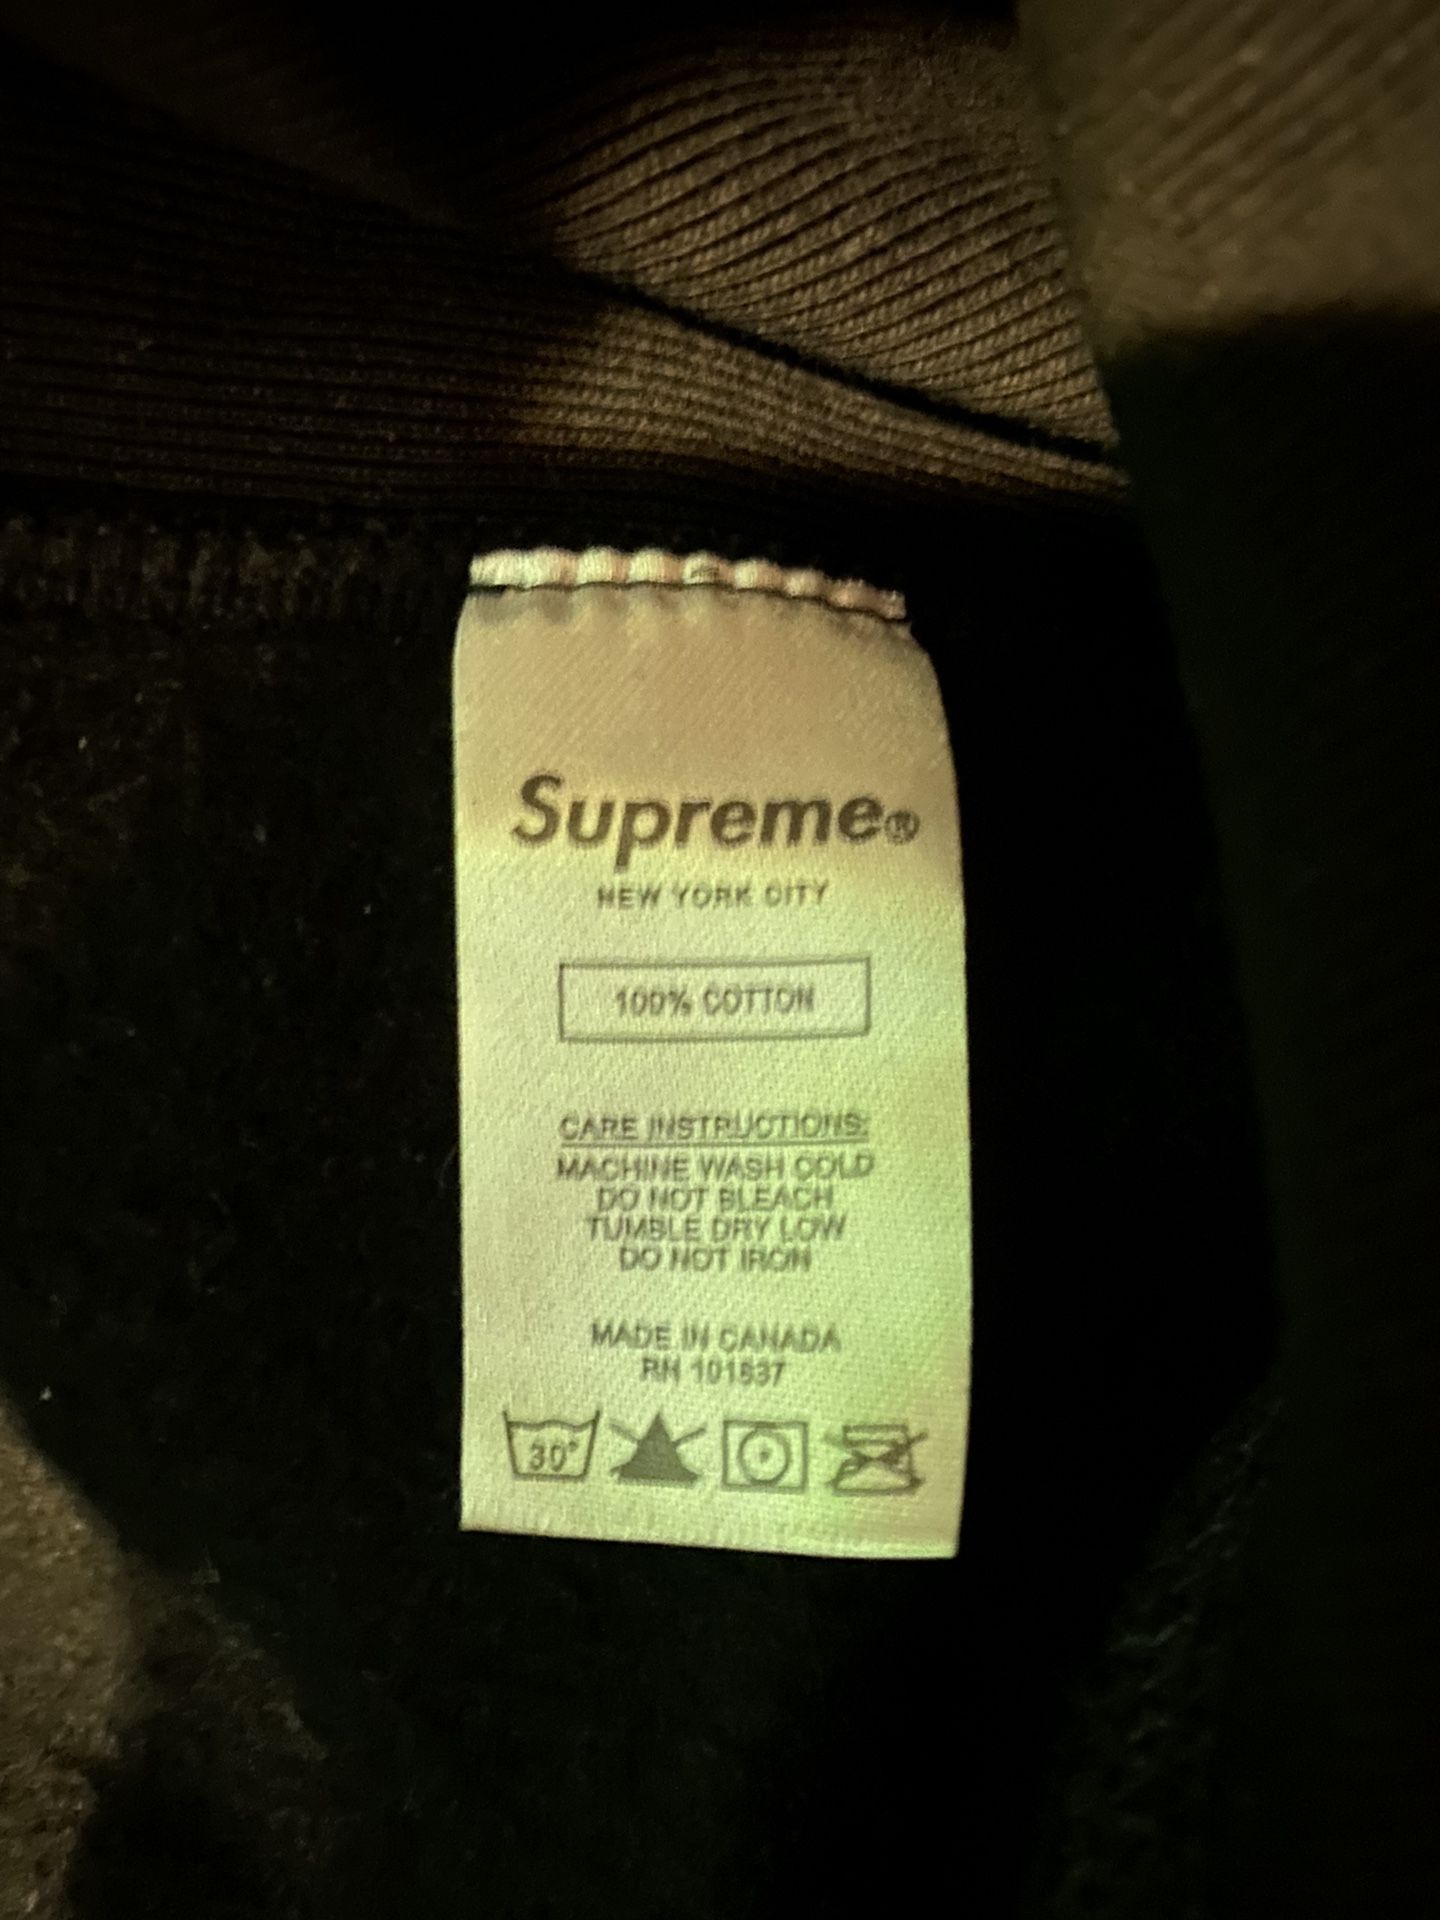 Supreme®
NEW YORK CITY
100% COTTON
CARE INSTRUCTIONS:
MACHINE WASH COLD
DO NOT BLEACH
TUMBLE DRY LOW
DO NOT IRON
MADE IN CANADA
RN 101837
30°